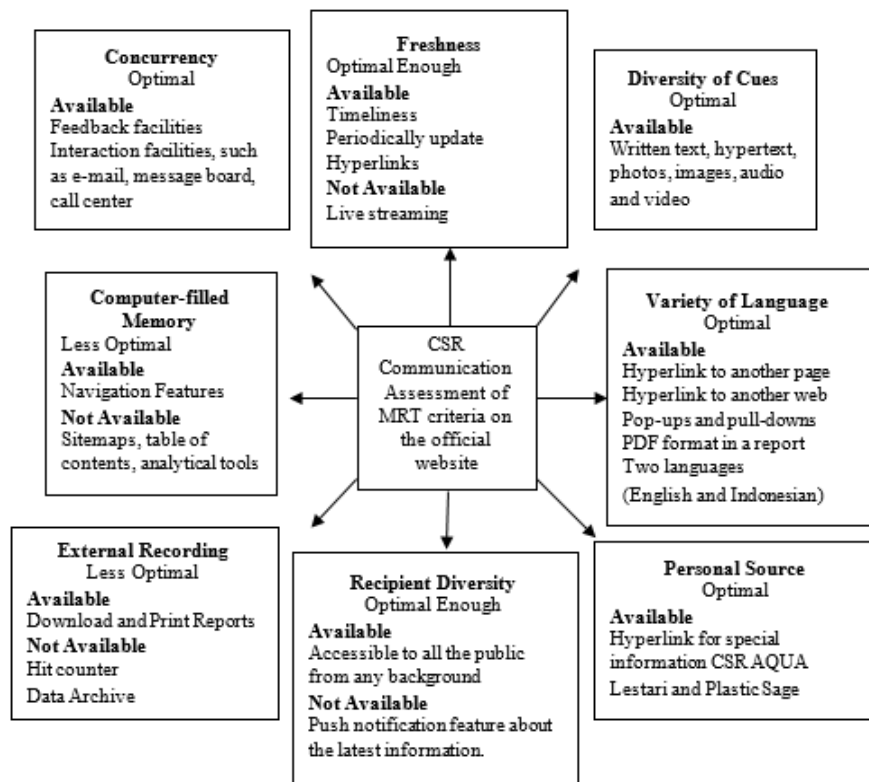 Concurrency
Optimal
Available
Feedback facilities
Interaction facilities, such
as e-mail, message board,
call center
Freshness
Optimal Enough
Available
Timeliness
Periodically update
Hyperlinks
Not Available
Live streaming
Diversity of Cues
Optimal
Available
Written text, hypertext,
photos, images, audio
and video
Computer-filled
Memory
Less Optimal
Available
Navigation Features
Not Available
Sitemaps, table of
contents, analytical tools
CSR
Communication
Assessment of
MRT criteria on
the official
website
Variety of Language
Optimal
Available
Hyperlink to another page
Hyperlink to another web
Pop-ups and pull-downs
PDF format in a report
Two languages
(English and Indonesian)
External Recording
Less Optimal
Available
Download and Print Reports
Not Available
Hit counter
Data Archive
Recipient Diversity
Optimal Enough
Available
Accessible to all the public
from any background
Not Available
Push notification feature about
the latest information.
Personal Source
Optimal
Available
Hyperlink for special
information CSR AQUA
Lestari and Plastic Sage